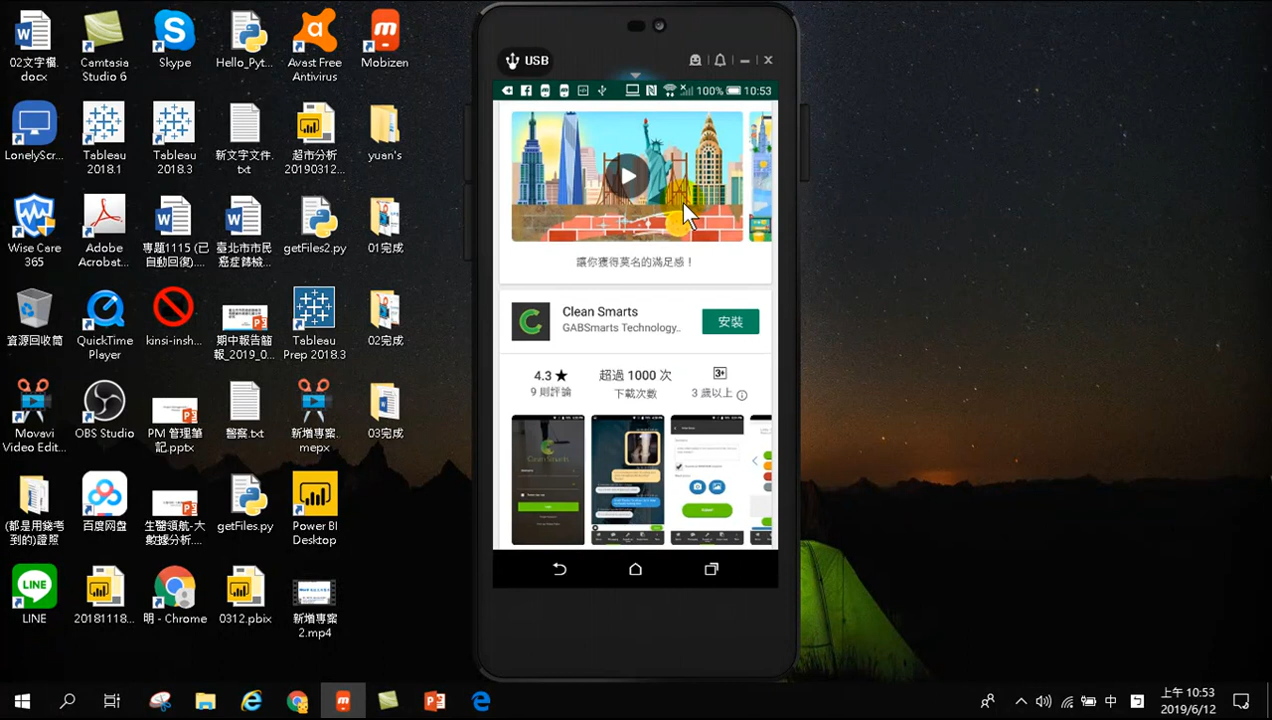 02文字檔.
docx
Camtasia
Studio 6
Skype
Hello_Pyt...
Avast Free
Antivirus
Mobizen
LonelyScr...
Tableau
2018.1
Tableau
2018.3
新文字文件.
txt
超市分析
20190312...
yuan's
Wise Care
365
Adobe
Acrobat...
專題1115 (已
自動回復)....
臺北市市民
癌症篩檢...
getFiles2.py
01完成
資源回收筒
QuickTime
Player
kinsi-insh...
期中報告簡
報_2019_0...
Tableau
Prep 2018.3
02完成
Movavi
Video Edit...
OBS Studio
PM 管理筆
記.pptx
警察.txt
新增專案.
mepx
03完成
(都是用錢考
到的)證照
百度网盘
生醫領航-大
數據分析....
getFiles.py
Power BI
Desktop
LINE
LINE
20181118...
明 - Chrome
0312.pbix
新增專案
2.mp4
USB
100% 10:53
讓你獲得莫名的滿足感！
Clean Smarts
GABSmarts Technology..
安裝
4.3 ★
9 則評論
超過 1000 次
下載次數
3+
3 歲以上
Clean Smarts
中
上午 10:53
2019/6/12